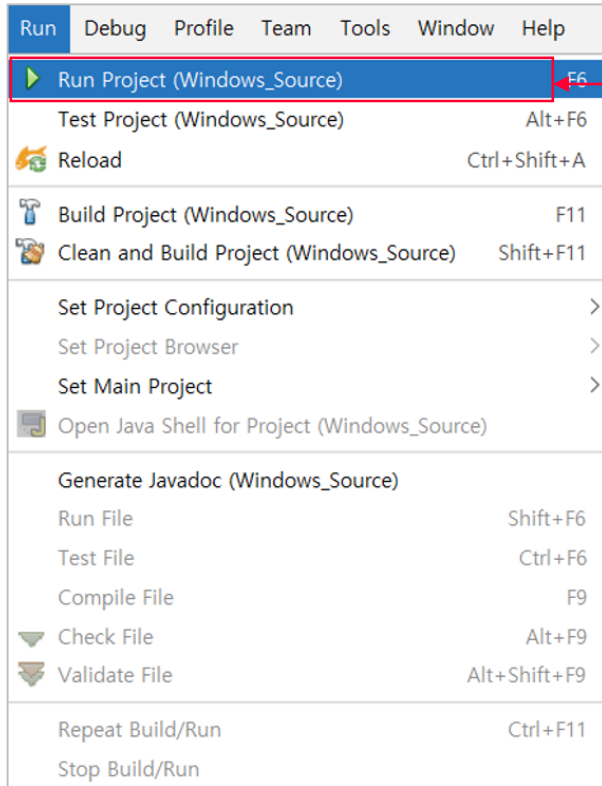 Run Debug Profile Team Tools Window Help
Run Project (Windows_Source) F6
Test Project (Windows_Source) Alt+F6
Reload Ctrl+Shift+A
Build Project (Windows_Source) F11
Clean and Build Project (Windows_Source) Shift+F11
Set Project Configuration
Set Project Browser
Set Main Project
Open Java Shell for Project (Windows_Source)
Generate Javadoc (Windows_Source)
Run File Shift+F6
Test File Ctrl+F6
Compile File F9
Check File Alt+F9
Validate File Alt+Shift+F9
Repeat Build/Run Ctrl+F11
Stop Build/Run